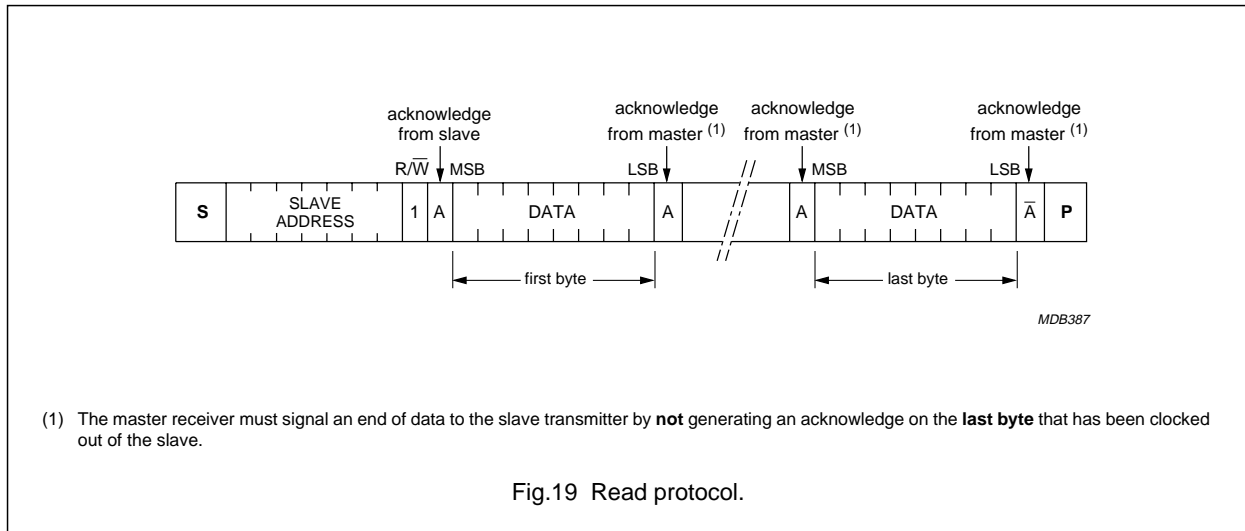 acknowledge from slave
acknowledge from master (1)
acknowledge from master (1)
acknowledge from master (1)
R/W̅ MSB LSB MSB LSB
S SLAVE ADDRESS 1 A DATA A A DATA A̅ P
first byte last byte
MDB387
(1) The master receiver must signal an end of data to the slave transmitter by not generating an acknowledge on the last byte that has been clocked
out of the slave.
Fig.19 Read protocol.